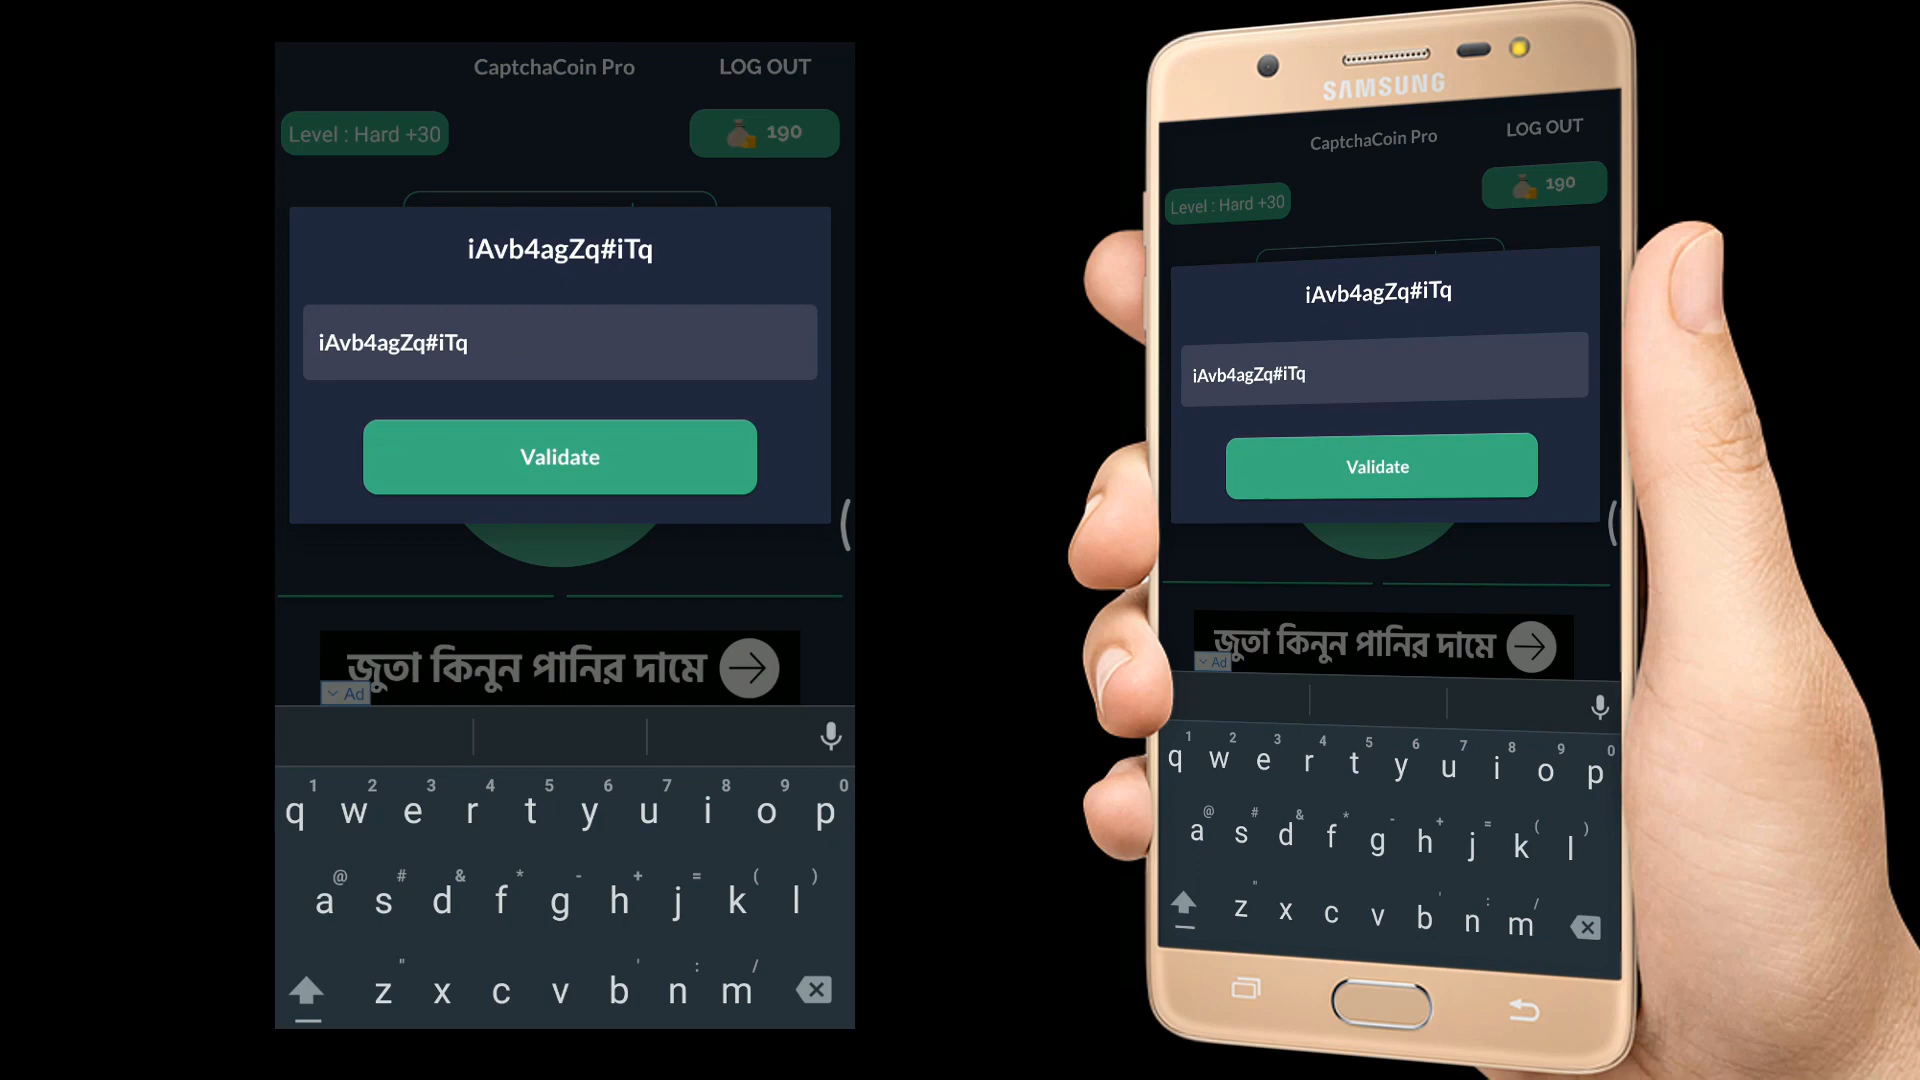 CaptchaCoin Pro
LOG OUT
Level : Hard +30
190
iAvb4agZq#iTq
iAvb4agZq#iTq
Validate
জুতা কিনুন পানির দামে
Ad
1 2 3 4 5 6 7 8 9 0
q w e r t y u i o p
@ # & * - + = ( )
a s d f g h j k l
" ' : /
z x c v b n m
SAMSUNG
CaptchaCoin Pro
LOG OUT
Level : Hard +30
190
iAvb4agZq#iTq
iAvb4agZq#iTq
Validate
জুতা কিনুন পানির দামে
Ad
1 2 3 4 5 6 7 8 9 0
q w e r t y u i o p
@ # & * - + = ( )
a s d f g h j k l
" ' : /
z x c v b n m